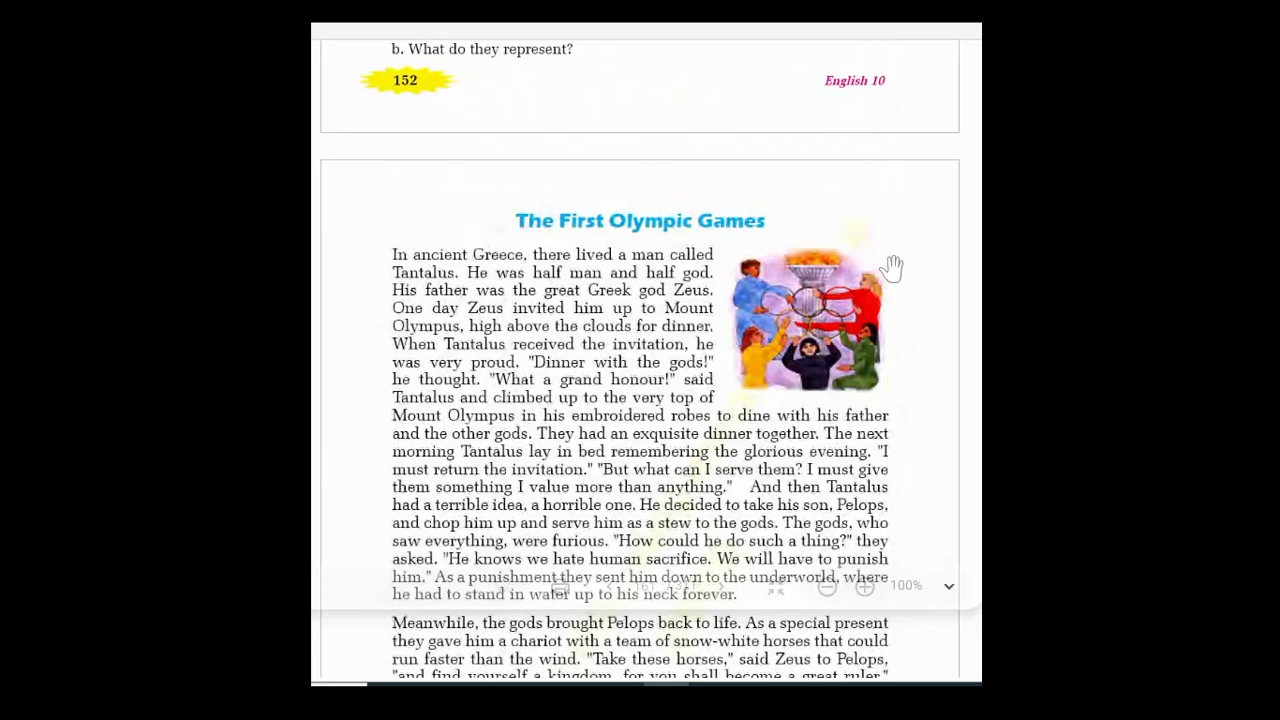 b. What do they represent?
152
English 10
The First Olympic Games
In ancient Greece, there lived a man called
Tantalus. He was half man and half god.
His father was the great Greek god Zeus.
One day Zeus invited him up to Mount
Olympus, high above the clouds for dinner.
When Tantalus received the invitation, he
was very proud. "Dinner with the gods!"
he thought. "What a grand honour!" said
Tantalus and climbed up to the very top of
Mount Olympus in his embroidered robes to dine with his father
and the other gods. They had an exquisite dinner together. The next
morning Tantalus lay in bed remembering the glorious evening. "I
must return the invitation." "But what can I serve them? I must give
them something I value more than anything." And then Tantalus
had a terrible idea, a horrible one. He decided to take his son, Pelops,
and chop him up and serve him as a stew to the gods. The gods, who
saw everything, were furious. "How could he do such a thing?" they
asked. "He knows we hate human sacrifice. We will have to punish
him." As a punishment they sent him down to the underworld, where
100%
he had to stand in water up to his neck forever.
Meanwhile, the gods brought Pelops back to life. As a special present
they gave him a chariot with a team of snow-white horses that could
run faster than the wind. "Take these horses," said Zeus to Pelops,
"and find yourself a kingdom, for you shall become a great ruler."